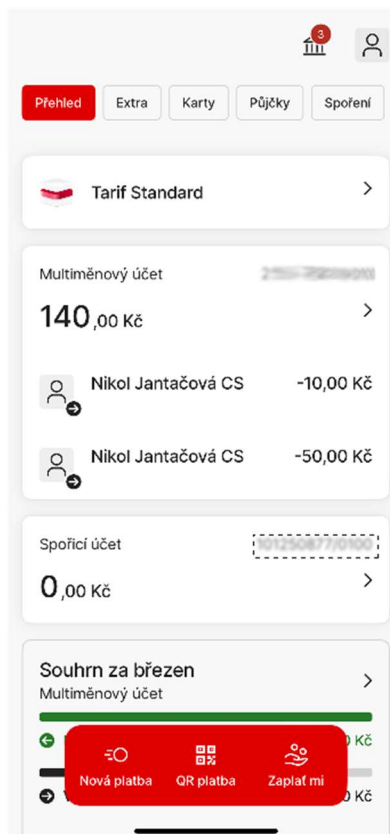 3
Přehled Extra Karty Půjčky Spoření
Tarif Standard
Multiměnový účet
140,00 Kč
Nikol Jantačová CS -10,00 Kč
Nikol Jantačová CS -50,00 Kč
Spořicí účet
0,00 Kč
Souhrn za březen
Multiměnový účet
Kč
Nová platba QR platba Zaplať mi
Kč